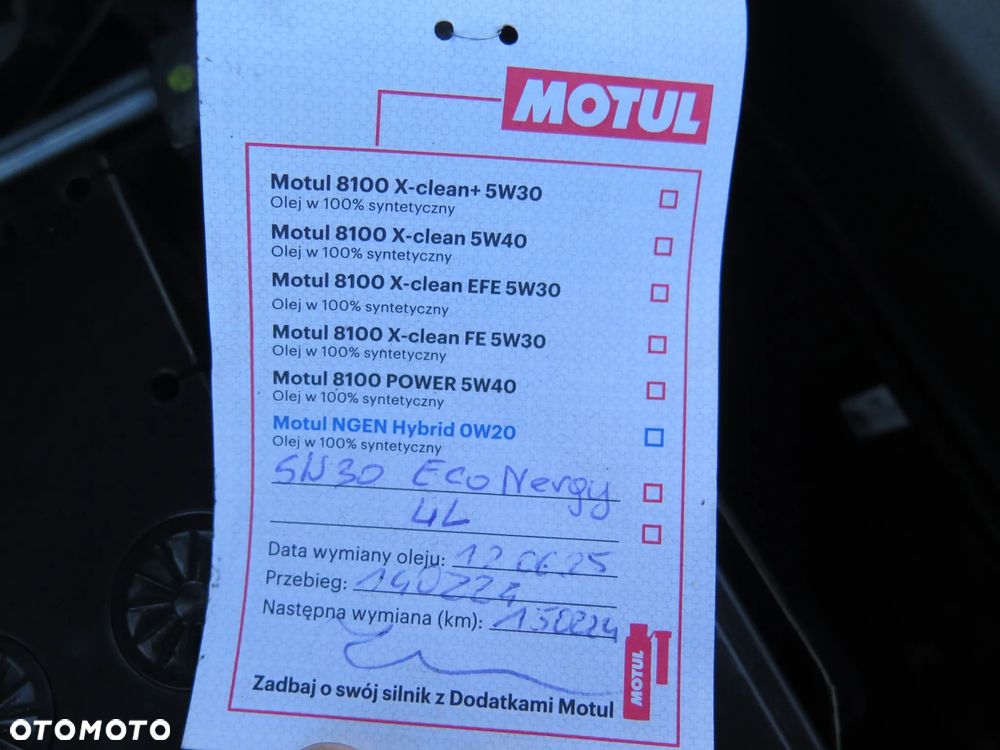 MOTUL
Motul 8100 X-clean+ 5W30
Olej w 100% syntetyczny
Motul 8100 X-clean 5W40
Olej w 100% syntetyczny
Motul 8100 X-clean EFE 5W30
Olej w 100% syntetyczny
Motul 8100 X-clean FE 5W30
Olej w 100% syntetyczny
Motul 8100 POWER 5W40
Olej w 100% syntetyczny
Motul NGEN Hybrid 0W20
Olej w 100% syntetyczny
5W30 Eco Nergy
4L
Data wymiany oleju: 12 06 25
Przebieg: 140224
Następna wymiana (km): 150224
Zadbaj o swój silnik z Dodatkami Motul
MOTUL
OTOMOTO